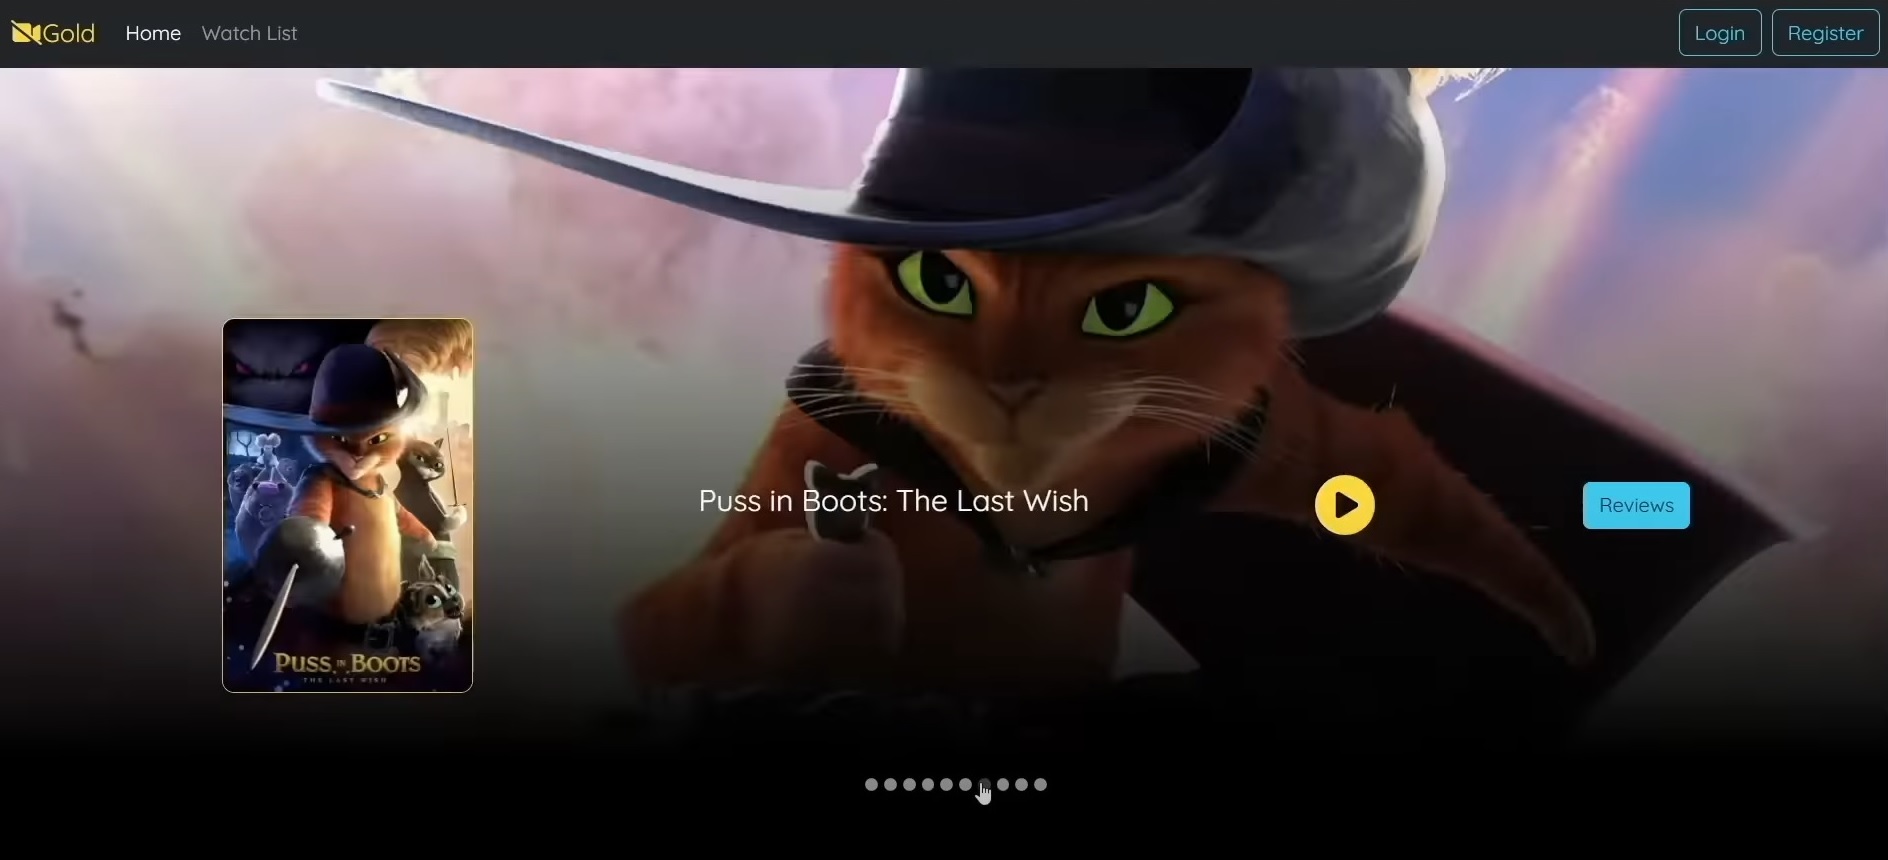 Gold
Home
Watch List
Login
Register
Puss in Boots: The Last Wish
Reviews
PUSS IN BOOTS
THE LAST WISH